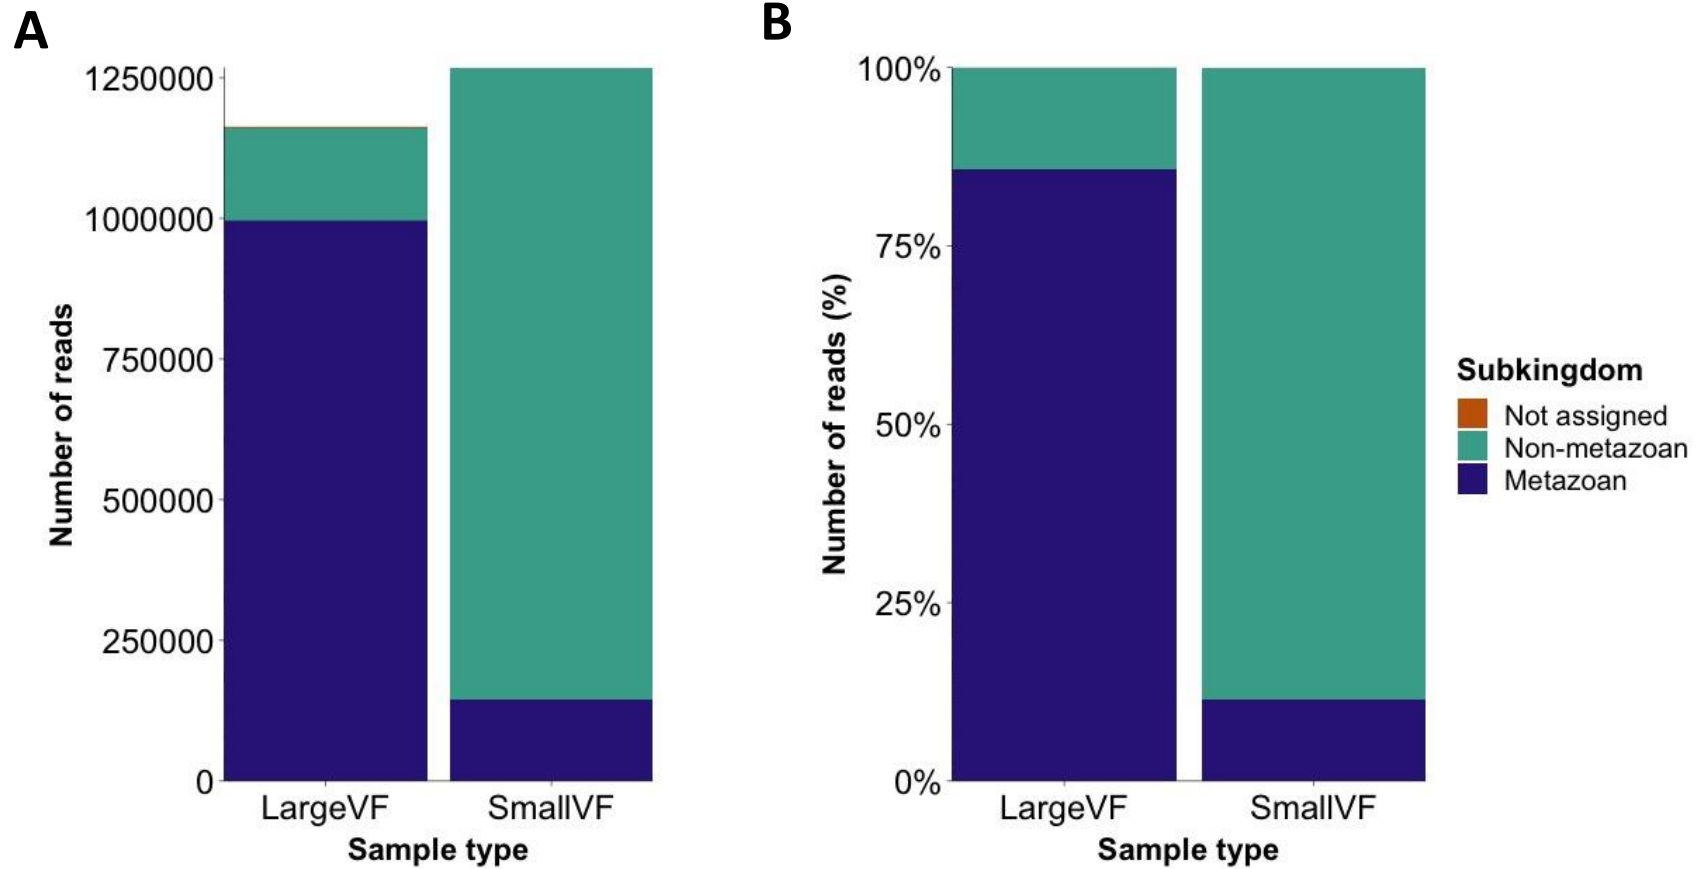 A
Number of reads
1250000
1000000
750000
500000
250000
0
LargeVF SmallVF
Sample type
B
Number of reads (%)
100%
75%
50%
25%
0%
LargeVF SmallVF
Sample type
Subkingdom
Not assigned
Non-metazoan
Metazoan